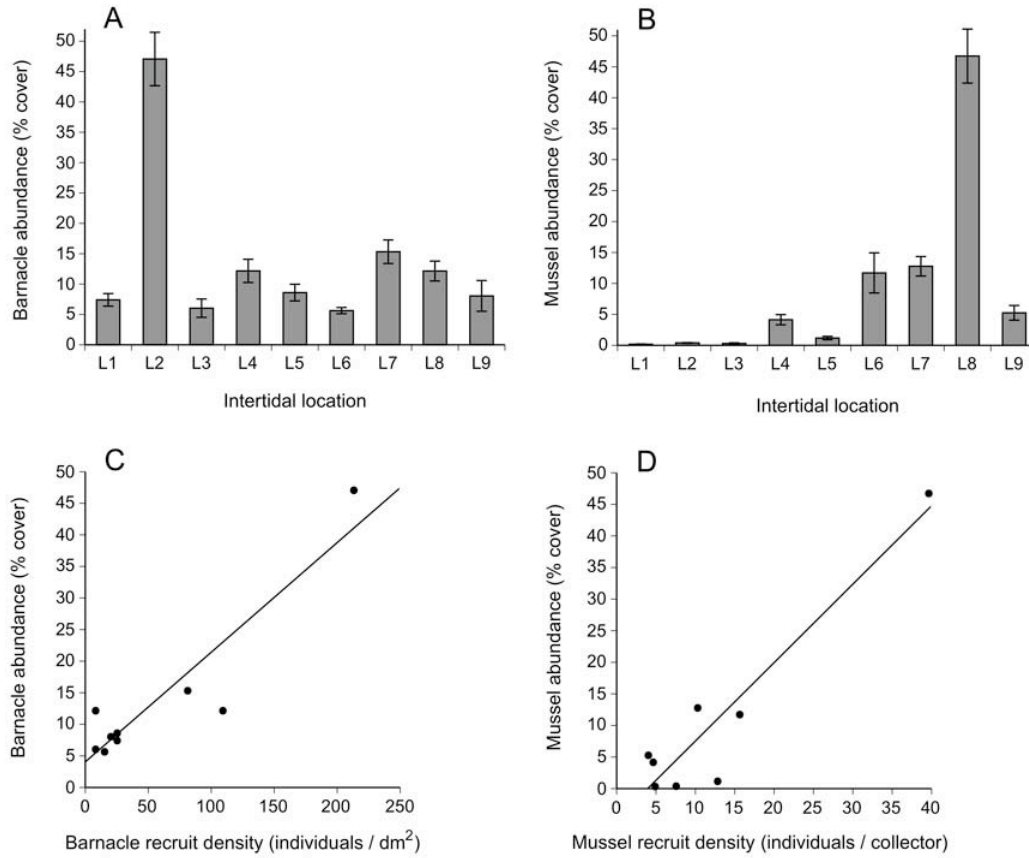 A
50
45
40
35
30
25
20
15
10
5
0
Barnacle abundance (% cover)
L1 L2 L3 L4 L5 L6 L7 L8 L9
Intertidal location
B
50
45
40
35
30
25
20
15
10
5
0
Mussel abundance (% cover)
L1 L2 L3 L4 L5 L6 L7 L8 L9
Intertidal location
C
50
45
40
35
30
25
20
15
10
5
0
Barnacle abundance (% cover)
0 50 100 150 200 250
Barnacle recruit density (individuals / dm²)
D
50
45
40
35
30
25
20
15
10
5
0
Mussel abundance (% cover)
0 5 10 15 20 25 30 35 40
Mussel recruit density (individuals / collector)